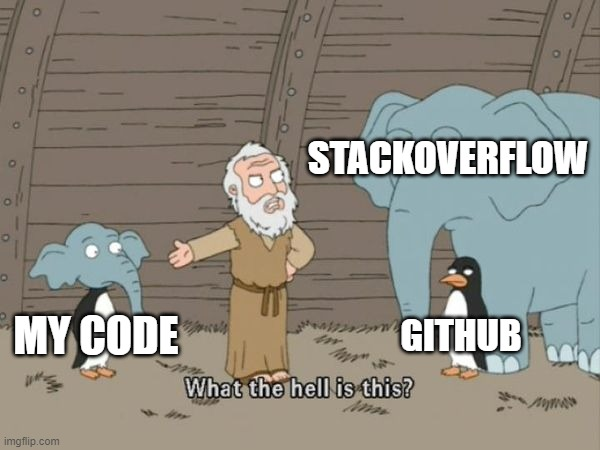 STACKOVERFLOW
MY CODE
GITHUB
What the hell is this?
imgflip.com